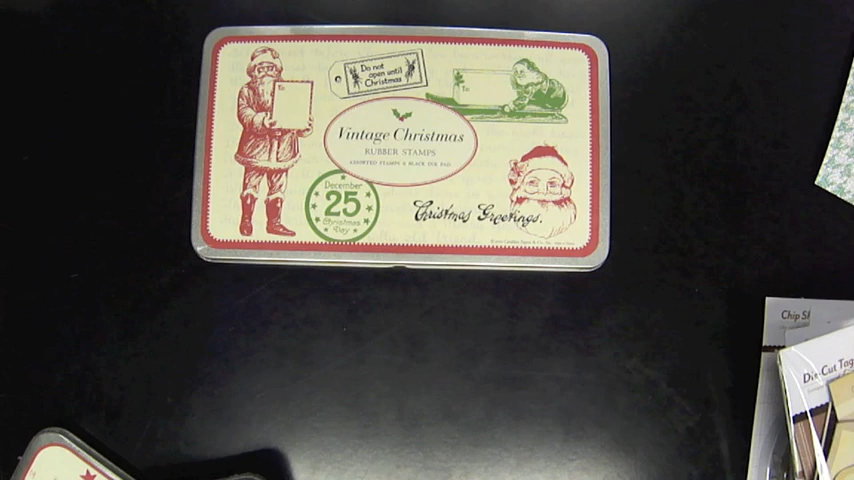 Do not
open until
Christmas
To
To
Vintage Christmas
RUBBER STAMPS
ASSORTED STAMPS & BLACK INK PAD
December
25
Christmas
Day
Christmas Greetings.
Chip
Die-Cut Tag